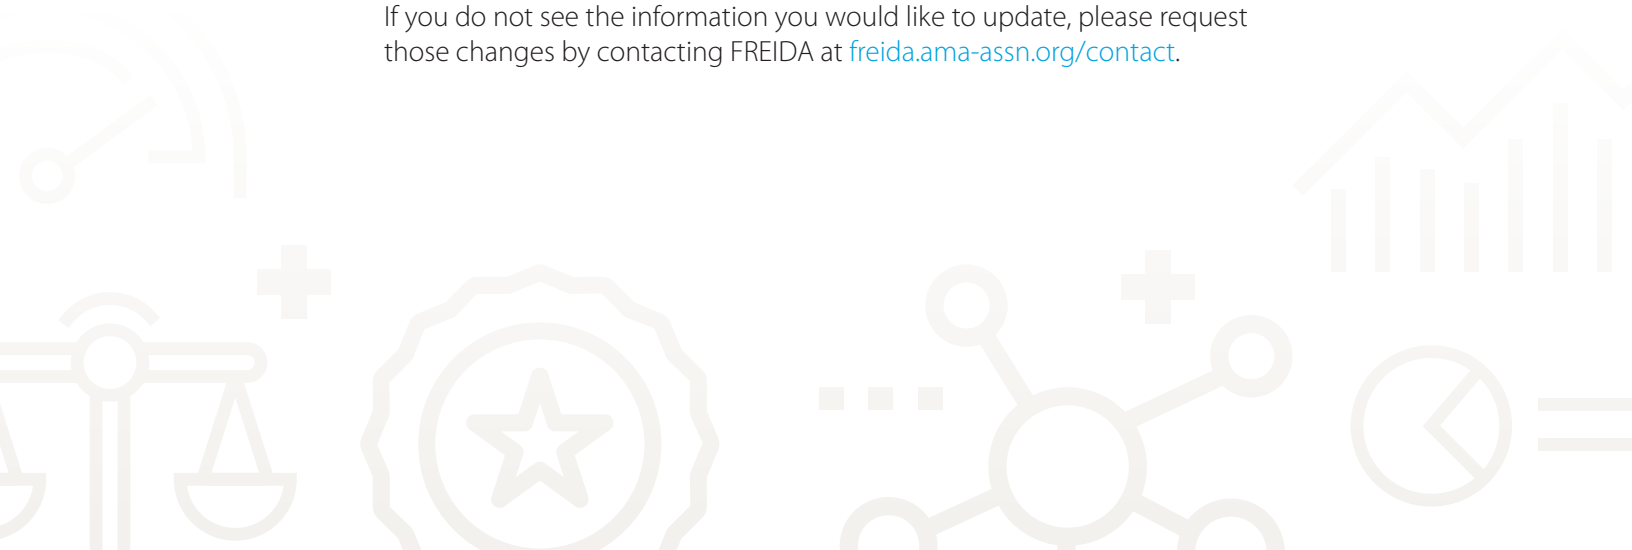 If you do not see the information you would like to update, please request
those changes by contacting FREIDA at freida.ama-assn.org/contact.